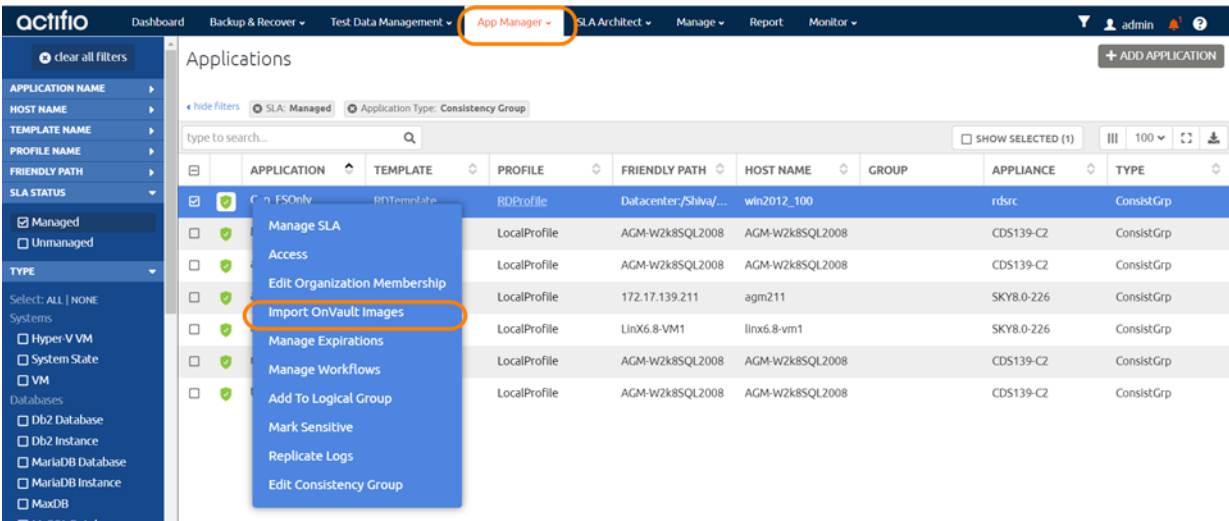 actifio Dashboard Backup & Recover Test Data Management App Manager SLA Architect Manage Report Monitor admin 1
clear all filters
Applications
+ ADD APPLICATION
APPLICATION NAME
HOST NAME
TEMPLATE NAME
PROFILE NAME
FRIENDLY PATH
SLA STATUS
Managed
Unmanaged
TYPE
Select: ALL | NONE
Systems
Hyper-V VM
System State
VM
Databases
Db2 Database
Db2 Instance
MariaDB Database
MariaDB Instance
MaxDB
hide filters SLA: Managed Application Type: Consistency Group
type to search... SHOW SELECTED (1) 100
APPLICATION TEMPLATE PROFILE FRIENDLY PATH HOST NAME GROUP APPLIANCE TYPE
RDTemplate RDProfile Datacenter:/Shiva/... win2012_100 rdsrc ConsistGrp
LocalProfile AGM-W2k8SQL2008 AGM-W2k8SQL2008 CDS139-C2 ConsistGrp
LocalProfile AGM-W2k8SQL2008 AGM-W2k8SQL2008 CDS139-C2 ConsistGrp
LocalProfile 172.17.139.211 agm211 SKY8.0-226 ConsistGrp
LocalProfile LinX6.8-VM1 linx6.8-vm1 SKY8.0-226 ConsistGrp
LocalProfile AGM-W2k8SQL2008 AGM-W2k8SQL2008 CDS139-C2 ConsistGrp
LocalProfile AGM-W2k8SQL2008 AGM-W2k8SQL2008 CDS139-C2 ConsistGrp
Manage SLA
Access
Edit Organization Membership
Import OnVault Images
Manage Expirations
Manage Workflows
Add To Logical Group
Mark Sensitive
Replicate Logs
Edit Consistency Group